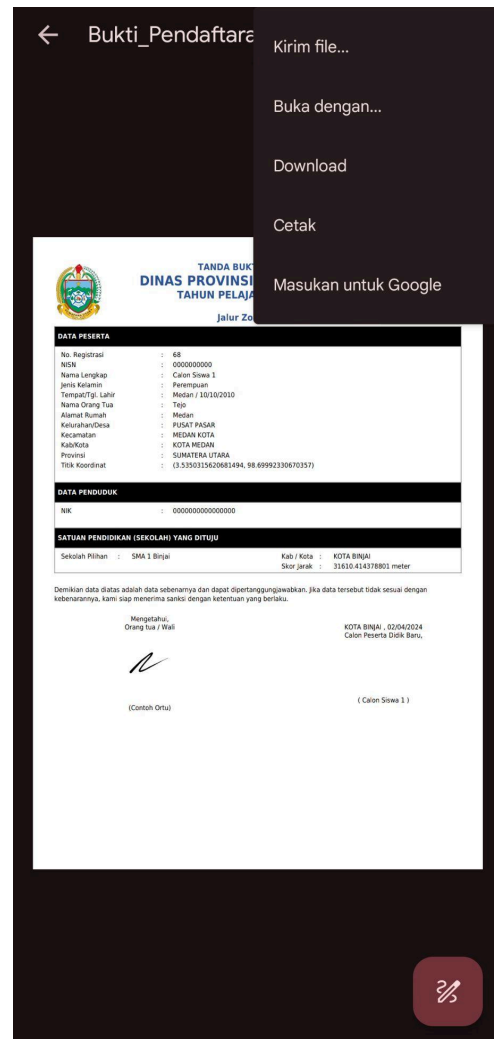 Bukti_Pendaftara
Kirim file...
Buka dengan...
Download
Cetak
Masukan untuk Google
TANDA BUKT
DINAS PROVINSI
TAHUN PELAJA
Jalur Zo
DATA PESERTA
No. Registrasi : 68
NISN : 0000000000
Nama Lengkap : Calon Siswa 1
Jenis Kelamin : Perempuan
Tempat/Tgl. Lahir : Medan / 10/10/2010
Nama Orang Tua : Tejo
Alamat Rumah : Medan
Kelurahan/Desa : PUSAT PASAR
Kecamatan : MEDAN KOTA
Kab/Kota : KOTA MEDAN
Provinsi : SUMATERA UTARA
Titik Koordinat : (3.5350315620681494, 98.69992330670357)
DATA PENDUDUK
NIK : 0000000000000000
SATUAN PENDIDIKAN (SEKOLAH) YANG DITUJU
Sekolah Pilihan : SMA 1 Binjai Kab / Kota : KOTA BINJAI
Skor Jarak : 31610.414378801 meter
Demikian data diatas adalah data sebenarnya dan dapat dipertanggungjawabkan. Jika data tersebut tidak sesuai dengan
kebenarannya, kami siap menerima sanksi dengan ketentuan yang berlaku.
Mengetahui,
Orang tua / Wali
KOTA BINJAI , 02/04/2024
Calon Peserta Didik Baru,
(Contoh Ortu)
( Calon Siswa 1 )